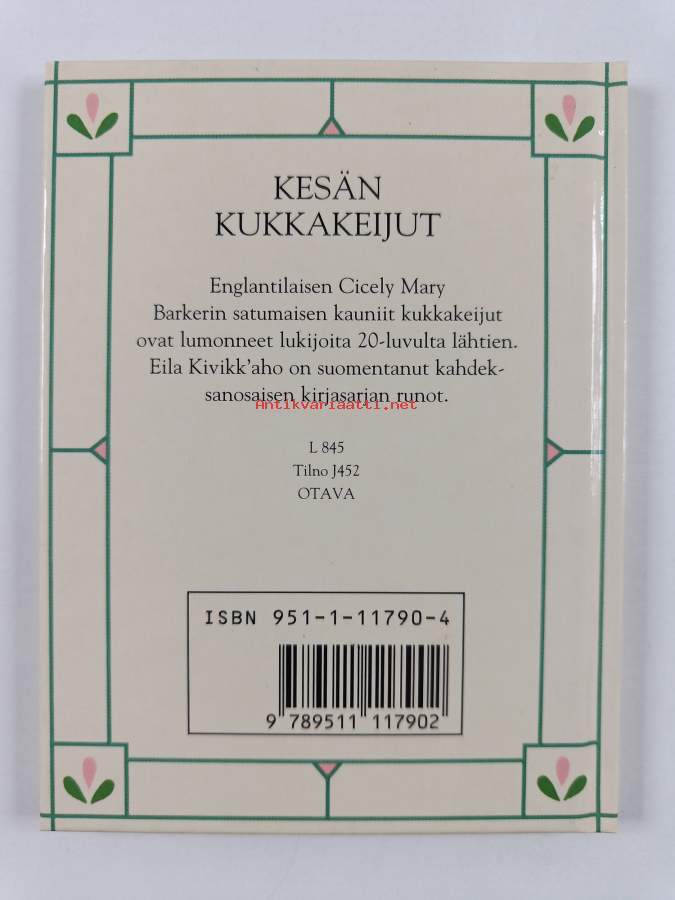 KESÄN
KUKKAKEIJUT
Englantilaisen Cicely Mary
Barkerin satumaisen kauniit kukkakeijut
ovat lumonneet lukijoita 20-luvulta lähtien.
Eila Kivikk'aho on suomentanut kahdek-
sanosaisen kirjasarjan runot.
Antikvariaatti.net
L 845
Tilno J452
OTAVA
ISBN 951-1-11790-4
9 789511 117902